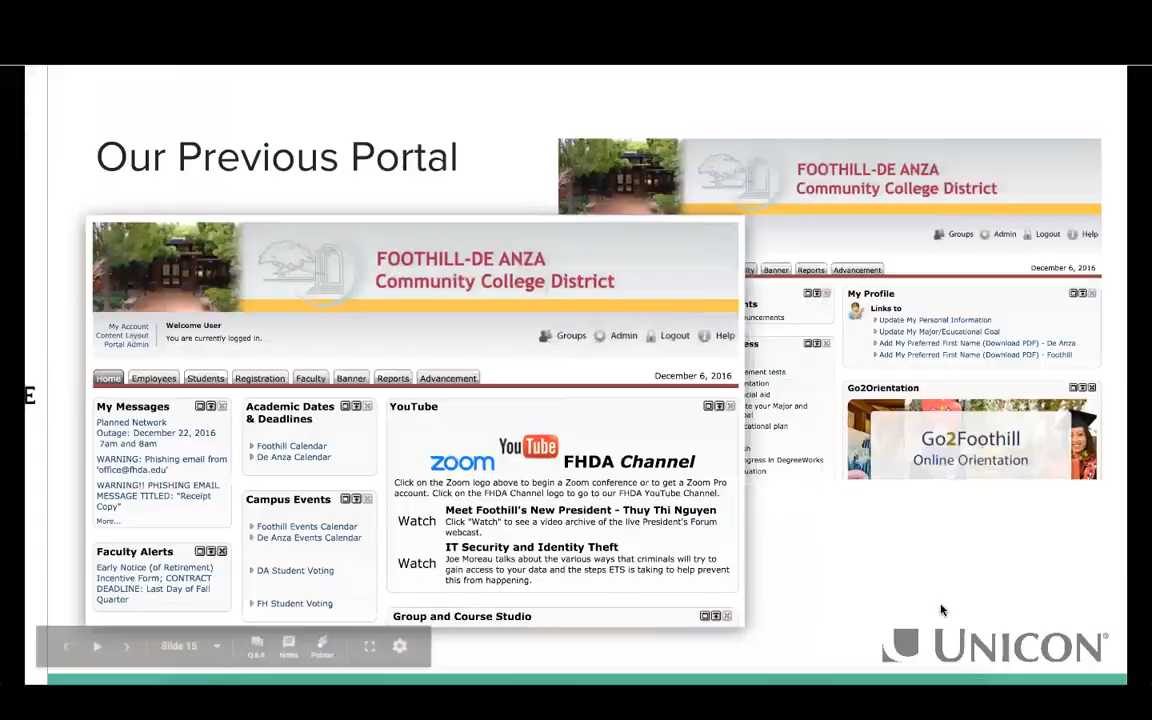 Our Previous Portal
FOOTHILL-DE ANZA
Community College District
Groups Admin Logout Help
Banner Reports Advancement
December 6, 2016
My Profile
Links to
Update My Personal Information
Update My Major/Educational Goal
Add My Preferred First Name (Download PDF) - De Anza
Add My Preferred First Name (Download PDF) - Foothill
Go2Orientation
Go2Foothill
Online Orientation
FOOTHILL-DE ANZA
Community College District
My Account
Content Layout
Portal Admin
Welcome User
You are currently logged in.
Groups Admin Logout Help
Home Employees Students Registration Faculty Banner Reports Advancement
December 6, 2016
My Messages
Planned Network
Outage: December 22, 2016
7am and 8am
WARNING: Phishing email from
'office@fhda.edu'
WARNING!! PHISHING EMAIL
MESSAGE TITLED: "Receipt
Copy"
More...
Faculty Alerts
Early Notice (of Retirement)
Incentive Form; CONTRACT
DEADLINE: Last Day of Fall
Quarter
Academic Dates
& Deadlines
Foothill Calendar
De Anza Calendar
Campus Events
Foothill Events Calendar
De Anza Events Calendar
DA Student Voting
FH Student Voting
YouTube
YouTube
zoom FHDA Channel
Click on the Zoom logo above to begin a Zoom conference or to get a Zoom Pro
account. Click on the FHDA Channel logo to go to our FHDA YouTube Channel.
Watch
Meet Foothill's New President - Thuy Thi Nguyen
Click "Watch" to see a video archive of the live President's Forum
webcast.
Watch
IT Security and Identity Theft
Joe Moreau talks about the various ways that criminals will try to
gain access to your data and the steps ETS is taking to help prevent
this from happening.
Group and Course Studio
E
Slide 15
Q&A Notes Pointer
UNICON®